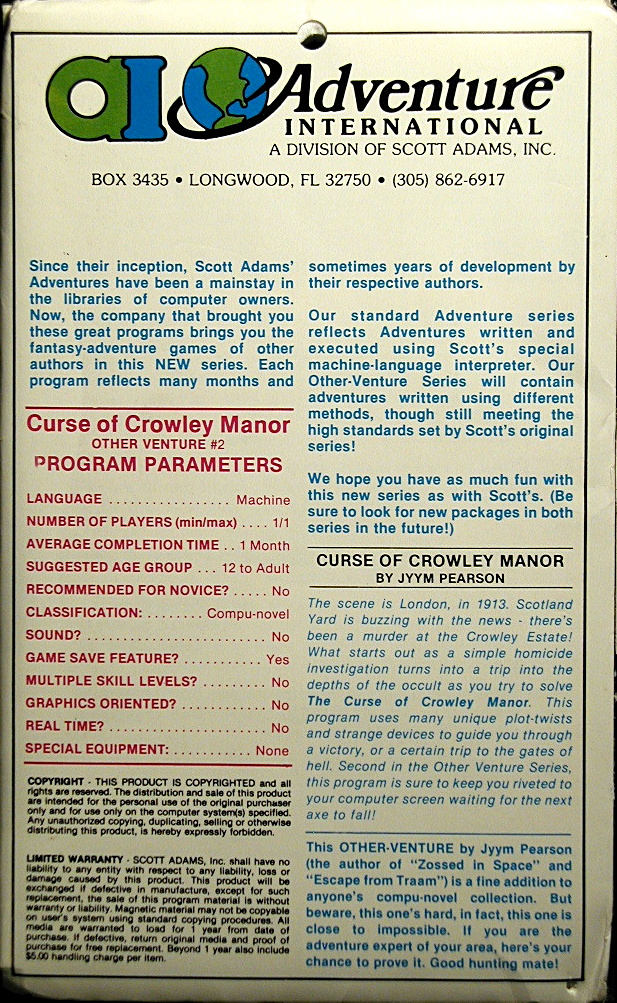 ai Adventure
INTERNATIONAL
A DIVISION OF SCOTT ADAMS, INC.
BOX 3435 • LONGWOOD, FL 32750 • (305) 862-6917
Since their inception, Scott Adams'
Adventures have been a mainstay in
the libraries of computer owners.
Now, the company that brought you
these great programs brings you the
fantasy-adventure games of other
authors in this NEW series. Each
program reflects many months and
sometimes years of development by
their respective authors.
Our standard Adventure series
reflects Adventures written and
executed using Scott's special
machine-language interpreter. Our
Other-Venture Series will contain
adventures written using different
methods, though still meeting the
high standards set by Scott's original
series!
We hope you have as much fun with
this new series as with Scott's. (Be
sure to look for new packages in both
series in the future!)
Curse of Crowley Manor
OTHER VENTURE #2
PROGRAM PARAMETERS
LANGUAGE ................ Machine
NUMBER OF PLAYERS (min/max) .... 1/1
AVERAGE COMPLETION TIME .. 1 Month
SUGGESTED AGE GROUP ... 12 to Adult
RECOMMENDED FOR NOVICE? ..... No
CLASSIFICATION: ........ Compu-novel
SOUND? ........................ No
GAME SAVE FEATURE? .......... Yes
MULTIPLE SKILL LEVELS? ......... No
GRAPHICS ORIENTED? ........... No
REAL TIME? ..................... No
SPECIAL EQUIPMENT: ........... None
COPYRIGHT - THIS PRODUCT IS COPYRIGHTED and all
rights are reserved. The distribution and sale of this product
are intended for the personal use of the original purchaser
only and for use only on the computer system(s) specified.
Any unauthorized copying, duplicating, selling or otherwise
distributing this product, is hereby expressly forbidden.
LIMITED WARRANTY - SCOTT ADAMS, Inc. shall have no
liability to any entity with respect to any liability, loss or
damage caused by this product. This product will be
exchanged if defective in manufacture, except for such
replacement, the sale of this program material is without
warranty or liability. Magnetic material may not be copyable
on user's system using standard copying procedures. All
media are warranted to load for 1 year from date of
purchase. If defective, return original media and proof of
purchase for free replacement. Beyond 1 year also include
$5.00 handling charge per item.
CURSE OF CROWLEY MANOR
BY JYYM PEARSON
The scene is London, in 1913. Scotland
Yard is buzzing with the news - there's
been a murder at the Crowley Estate!
What starts out as a simple homicide
investigation turns into a trip into the
depths of the occult as you try to solve
The Curse of Crowley Manor. This
program uses many unique plot-twists
and strange devices to guide you through
a victory, or a certain trip to the gates of
hell. Second in the Other Venture Series,
this program is sure to keep you riveted to
your computer screen waiting for the next
axe to fall!
This OTHER-VENTURE by Jyym Pearson
(the author of "Zossed in Space" and
"Escape from Traam") is a fine addition to
anyone's compu-novel collection. But
beware, this one's hard, in fact, this one is
close to impossible. If you are the
adventure expert of your area, here's your
chance to prove it. Good hunting mate!